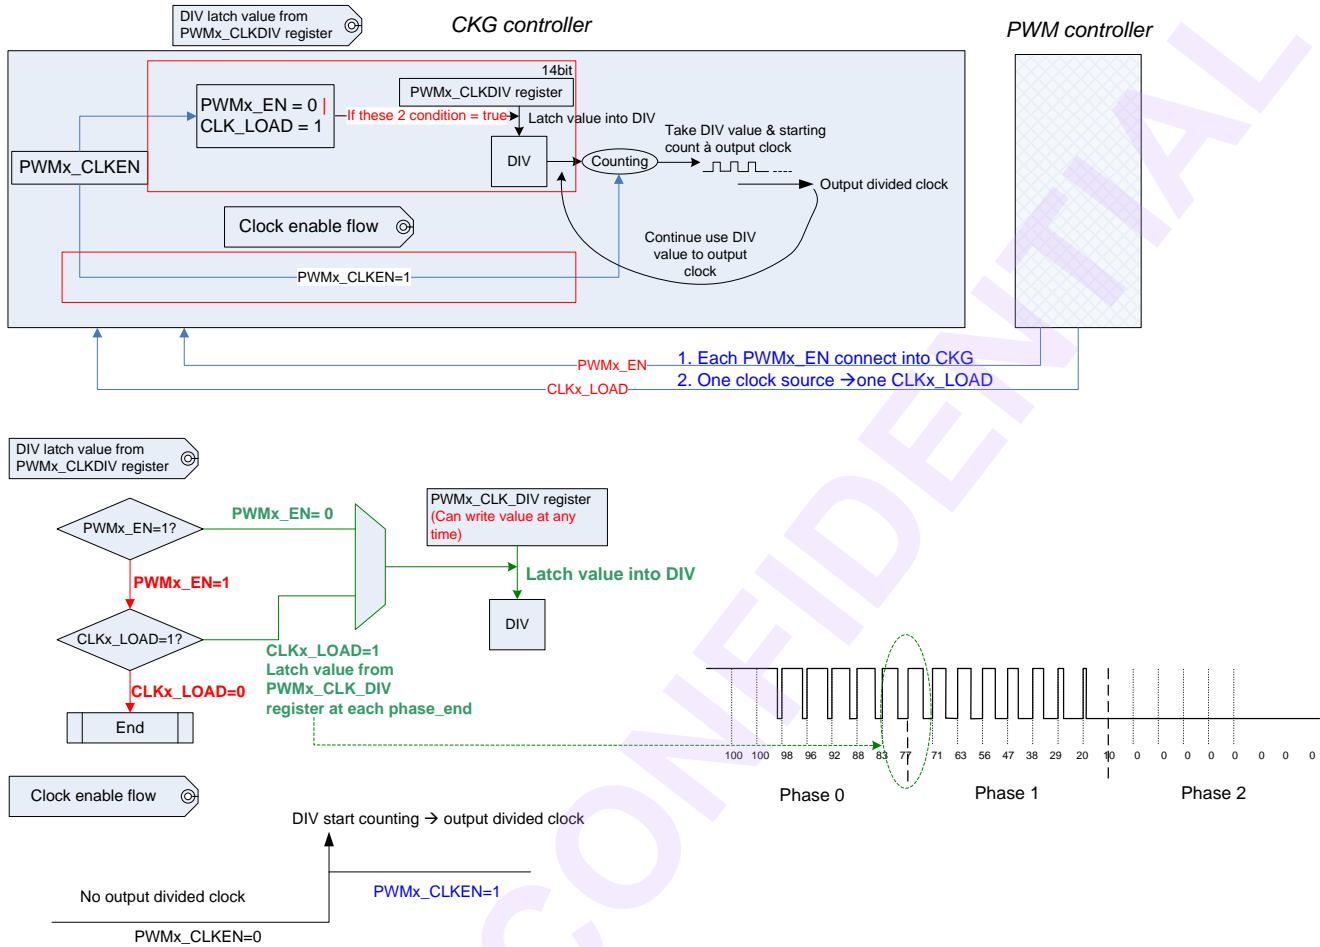 DIV latch value from
PWMx_CLKDIV register
CKG controller
PWM controller
14bit
PWMx_CLKDIV register
PWMx_EN = 0 |
CLK_LOAD = 1
If these 2 condition = true
Latch value into DIV
Take DIV value & starting
count à output clock
PWMx_CLKEN
DIV
Counting
Output divided clock
Clock enable flow
Continue use DIV
value to output
clock
PWMx_CLKEN=1
PWMx_EN
1. Each PWMx_EN connect into CKG
CLKx_LOAD
2. One clock source →one CLKx_LOAD
DIV latch value from
PWMx_CLKDIV register
PWMx_EN=1?
PWMx_EN= 0
PWMx_CLK_DIV register
(Can write value at any
time)
PWMx_EN=1
Latch value into DIV
CLKx_LOAD=1?
DIV
CLKx_LOAD=1
Latch value from
PWMx_CLK_DIV
register at each phase_end
CLKx_LOAD=0
End
100 100 98 96 92 88 83 77 71 63 56 47 38 29 20 10 0 0 0 0 0 0 0 0
Phase 0
Phase 1
Phase 2
Clock enable flow
DIV start counting → output divided clock
No output divided clock
PWMx_CLKEN=1
PWMx_CLKEN=0
CONFIDENTIAL